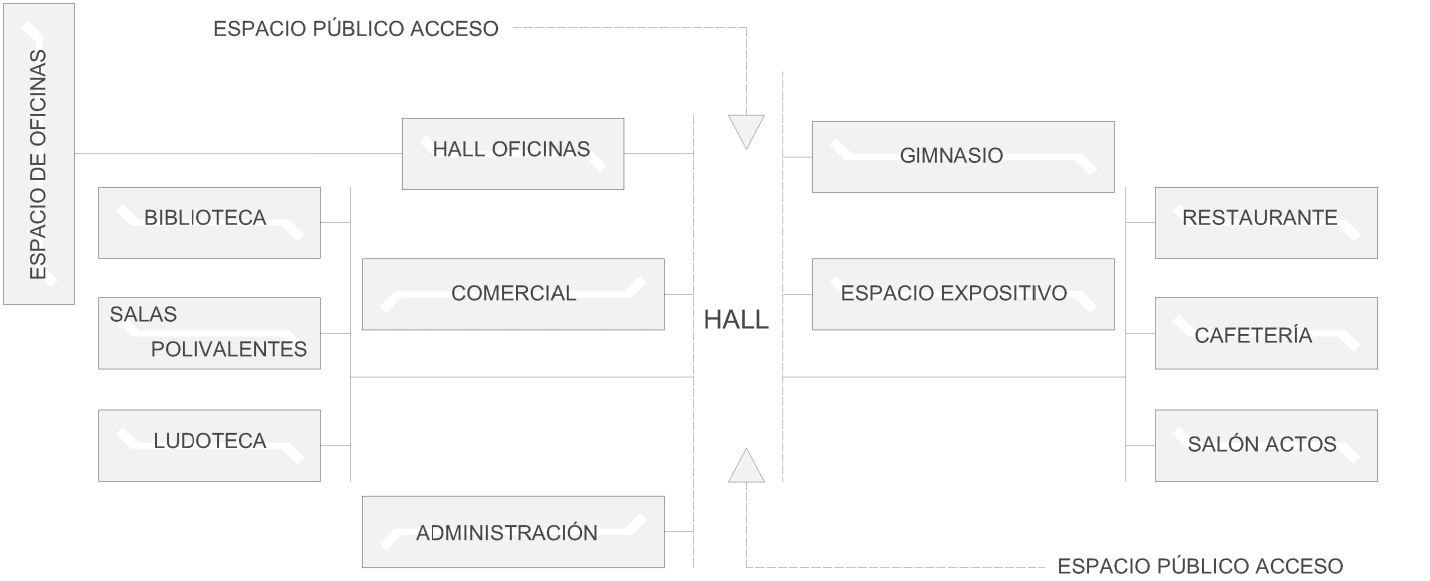 ESPACIO PÚBLICO ACCESO
ESPACIO DE OFICINAS
HALL OFICINAS
GIMNASIO
BIBLIOTECA
RESTAURANTE
COMERCIAL
ESPACIO EXPOSITIVO
SALAS
POLIVALENTES
HALL
CAFETERÍA
LUDOTECA
SALÓN ACTOS
ADMINISTRACIÓN
ESPACIO PÚBLICO ACCESO